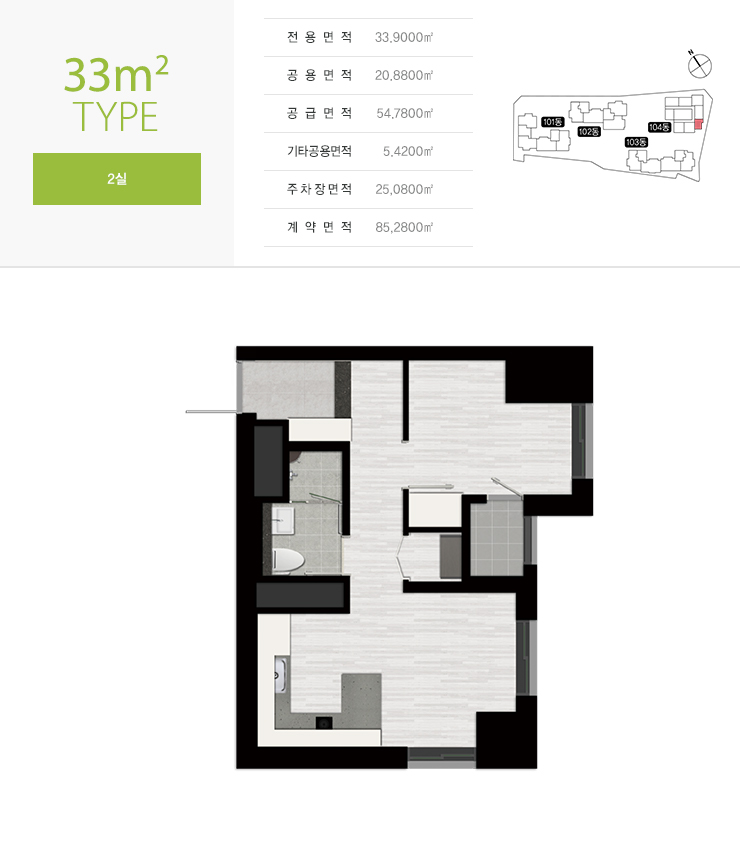 33m²
TYPE
2실
전용면적 33.9000㎡
공용면적 20.8800㎡
공급면적 54.7800㎡
기타공용면적 5.4200㎡
주차장면적 25.0800㎡
계약면적 85.2800㎡
N
101동
102동
104동
103동